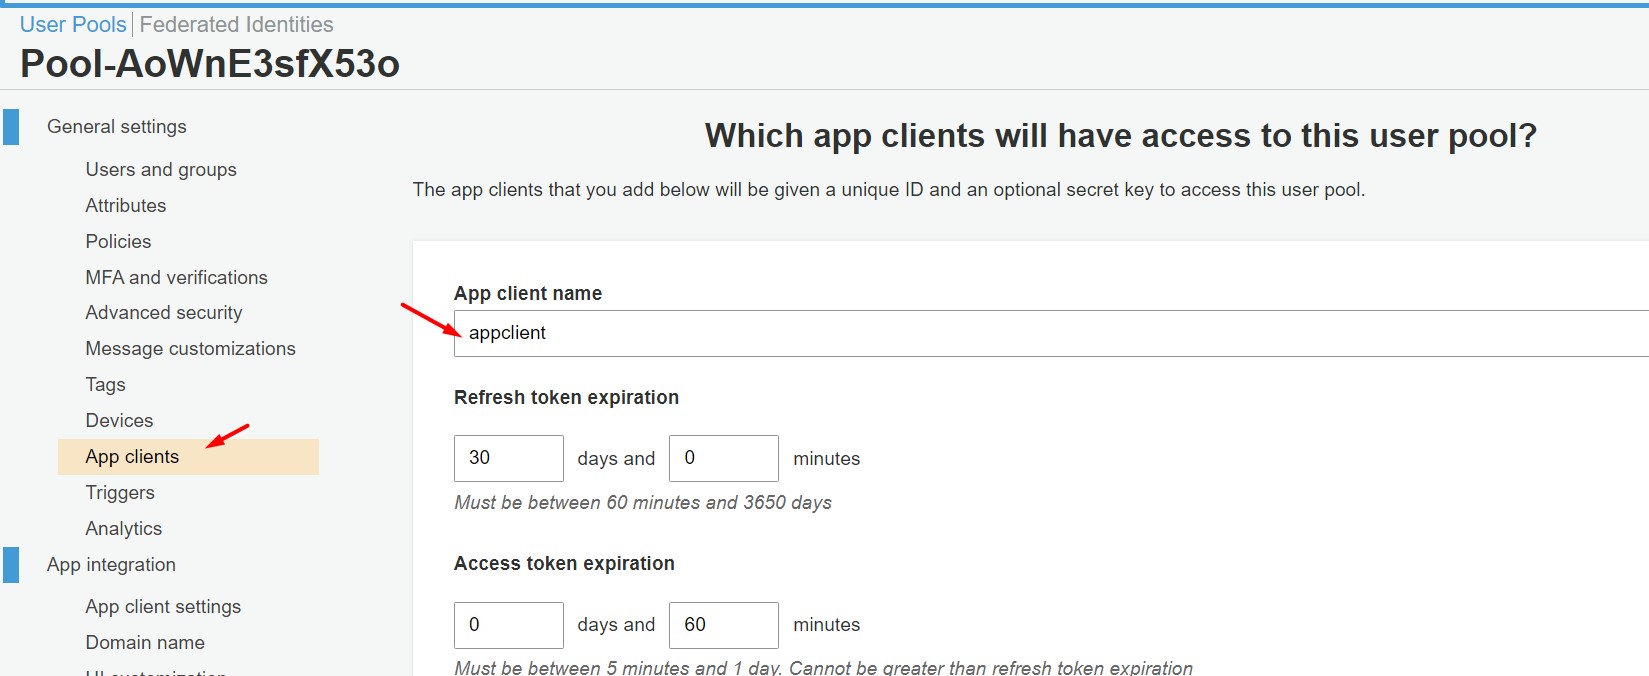 User Pools Federated Identities
Pool-AoWnE3sfX53o
General settings
Users and groups
Attributes
Policies
MFA and verifications
Advanced security
Message customizations
Tags
Devices
App clients
Triggers
Analytics
App integration
App client settings
Domain name
UI customization
Which app clients will have access to this user pool?
The app clients that you add below will be given a unique ID and an optional secret key to access this user pool.
App client name
appclient
Refresh token expiration
30 days and 0 minutes
Must be between 60 minutes and 3650 days
Access token expiration
0 days and 60 minutes
Must be between 5 minutes and 1 day. Cannot be greater than refresh token expiration